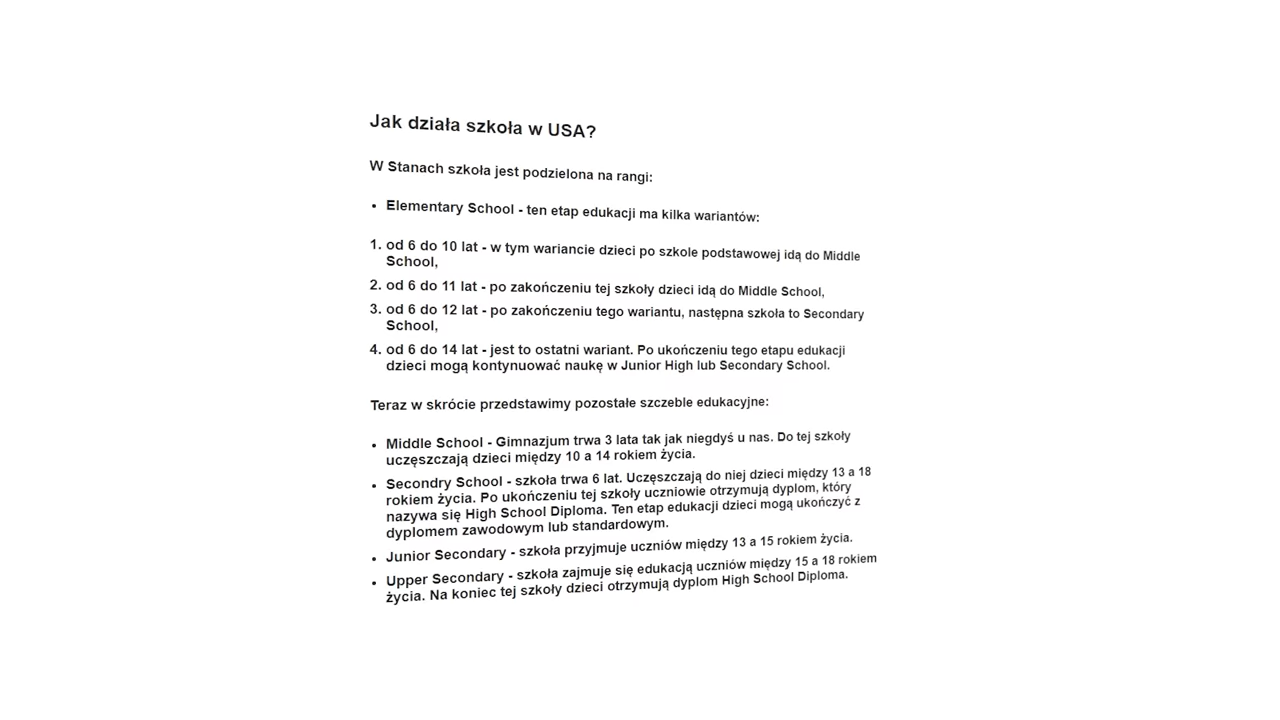 Jak działa szkoła w USA?
W Stanach szkoła jest podzielona na rangi:
• Elementary School - ten etap edukacji ma kilka wariantów:
1. od 6 do 10 lat - w tym wariancie dzieci po szkole podstawowej idą do Middle
School,
2. od 6 do 11 lat - po zakończeniu tej szkoły dzieci idą do Middle School,
3. od 6 do 12 lat - po zakończeniu tego wariantu, następna szkoła to Secondary
School,
4. od 6 do 14 lat - jest to ostatni wariant. Po ukończeniu tego etapu edukacji
dzieci mogą kontynuować naukę w Junior High lub Secondary School.
Teraz w skrócie przedstawimy pozostałe szczeble edukacyjne:
• Middle School - Gimnazjum trwa 3 lata tak jak niegdyś u nas. Do tej szkoły
uczęszczają dzieci między 10 a 14 rokiem życia.
• Secondry School - szkoła trwa 6 lat. Uczęszczają do niej dzieci między 13 a 18
rokiem życia. Po ukończeniu tej szkoły uczniowie otrzymują dyplom, który
nazywa się High School Diploma. Ten etap edukacji dzieci mogą ukończyć z
dyplomem zawodowym lub standardowym.
• Junior Secondary - szkoła przyjmuje uczniów między 13 a 15 rokiem życia.
• Upper Secondary - szkoła zajmuje się edukacją uczniów między 15 a 18 rokiem
życia. Na koniec tej szkoły dzieci otrzymują dyplom High School Diploma.